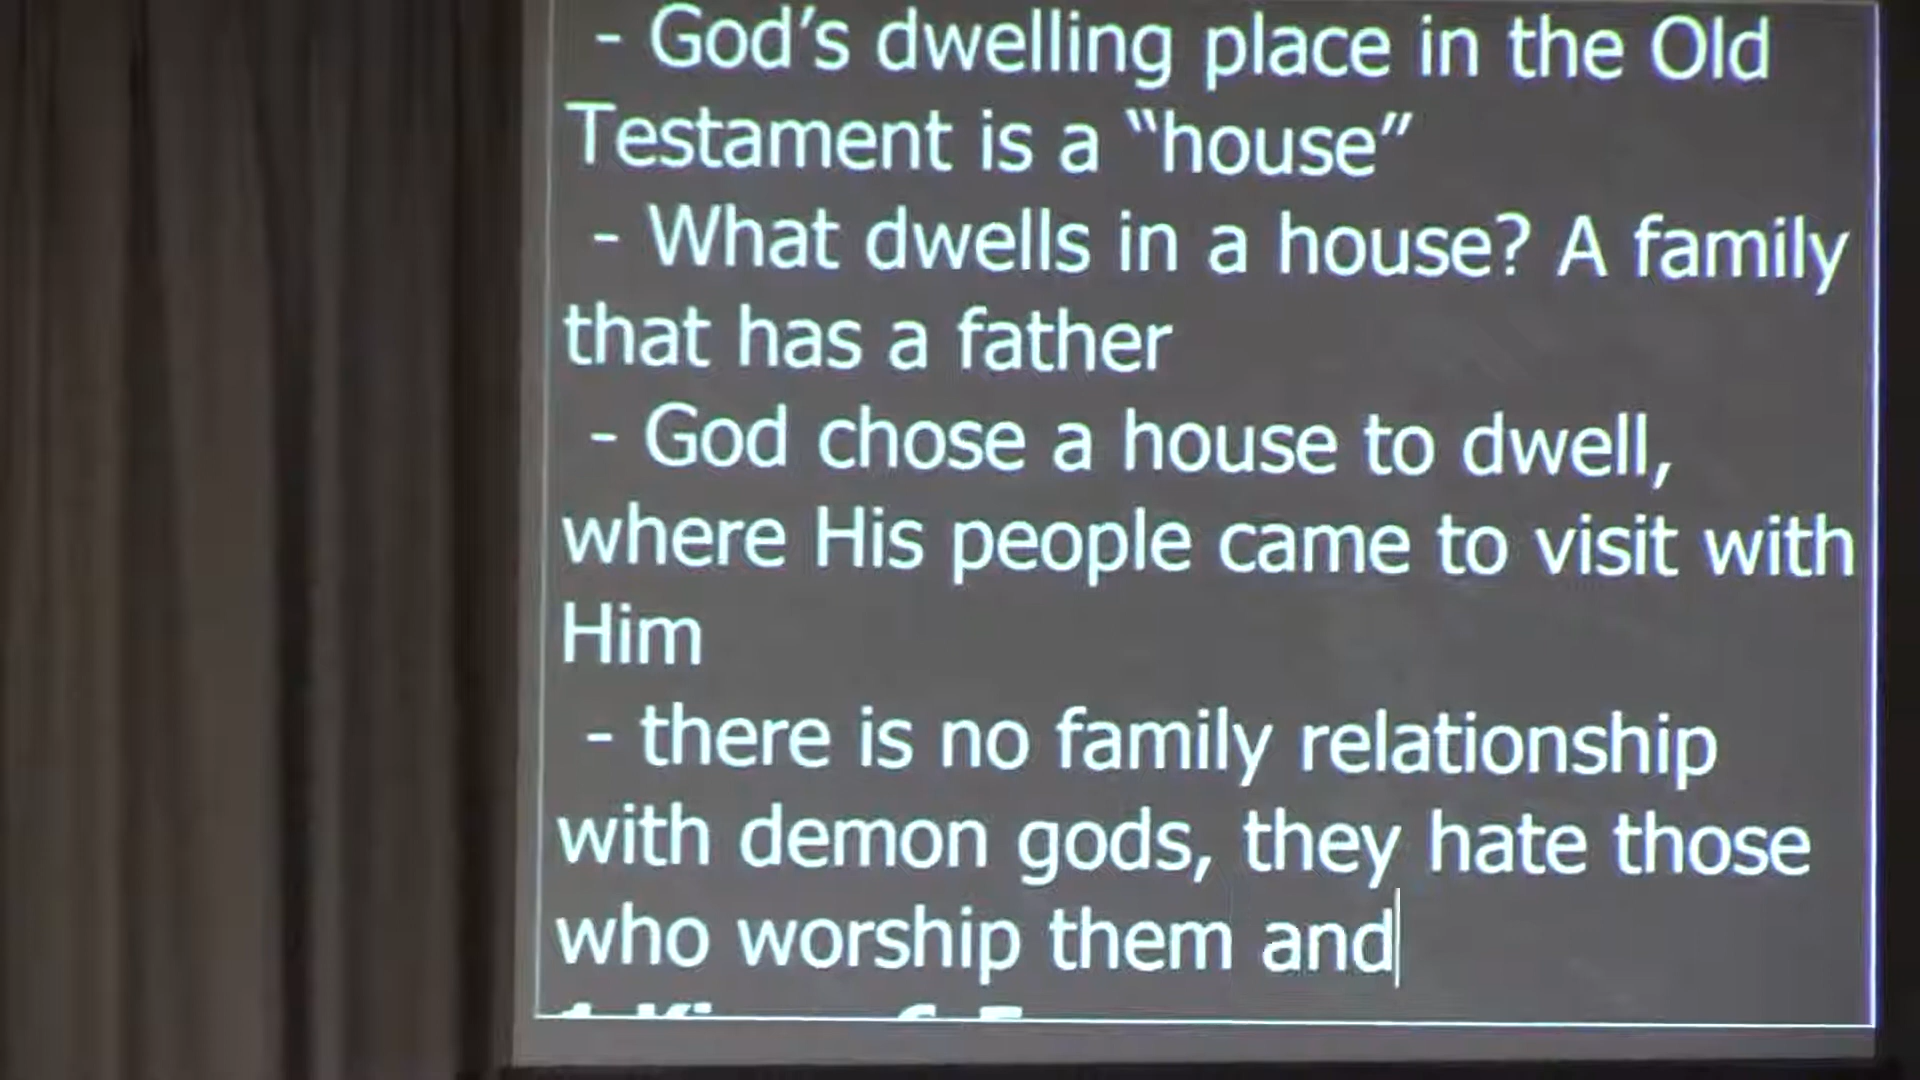 - God's dwelling place in the Old
Testament is a “house”
- What dwells in a house? A family
that has a father
- God chose a house to dwell,
where His people came to visit with
Him
- there is no family relationship
with demon gods, they hate those
who worship them and